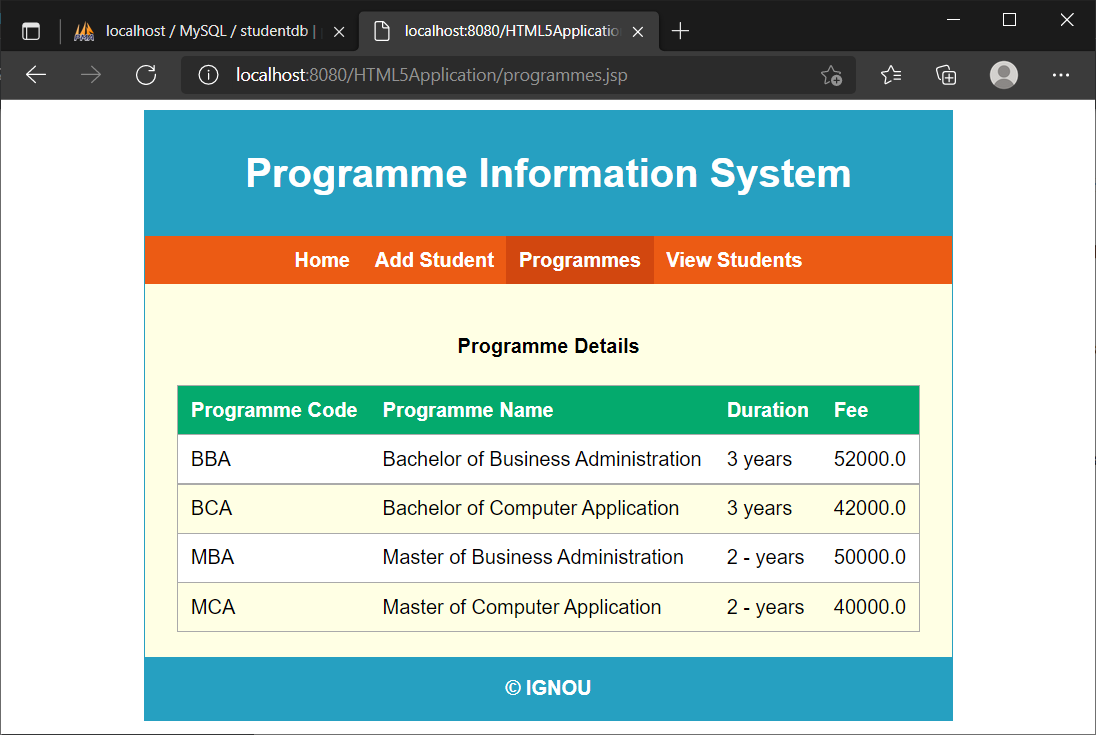 localhost / MySQL / studentdb |
localhost:8080/HTML5Applicatio
localhost:8080/HTML5Application/programmes.jsp
Programme Information System
Home Add Student Programmes View Students
Programme Details
Programme Code Programme Name Duration Fee
BBA Bachelor of Business Administration 3 years 52000.0
BCA Bachelor of Computer Application 3 years 42000.0
MBA Master of Business Administration 2 - years 50000.0
MCA Master of Computer Application 2 - years 40000.0
© IGNOU